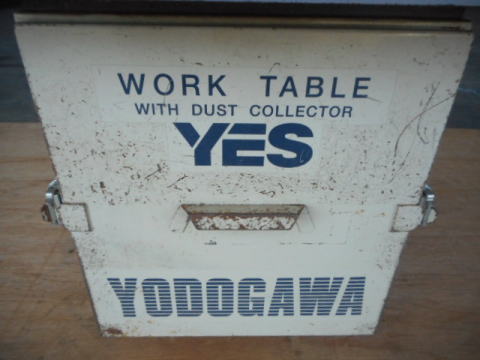 WORK TABLE
WITH DUST COLLECTOR
YES
YODOGAWA